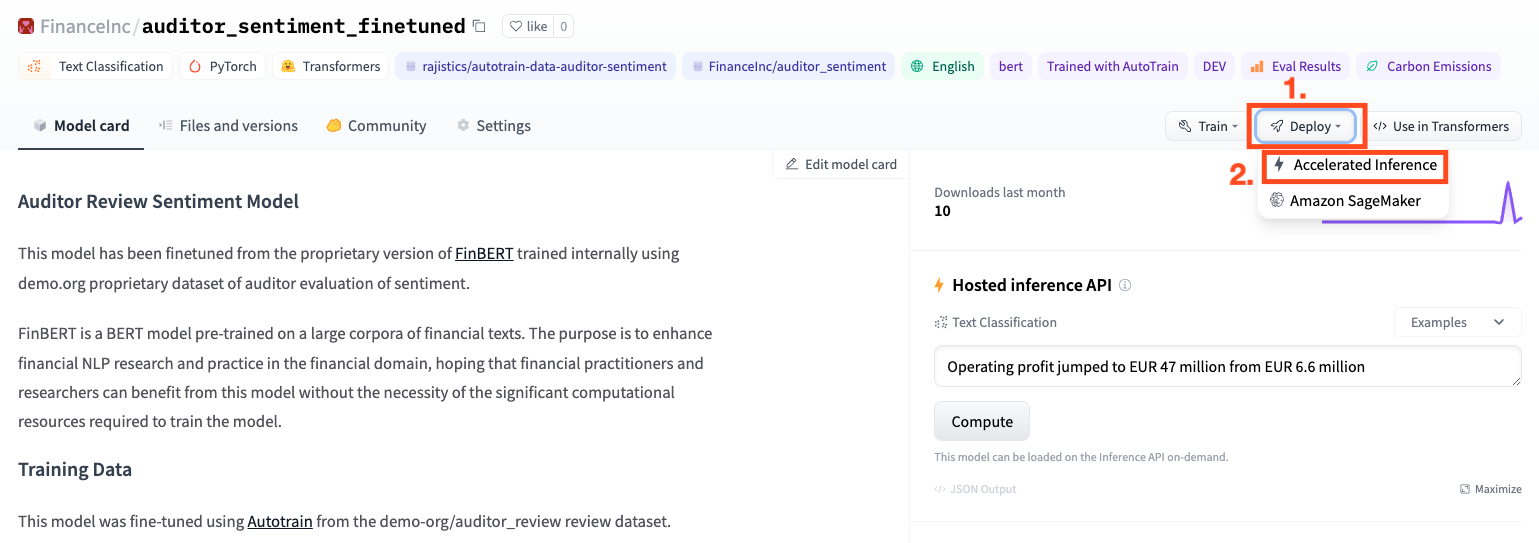 FinanceInc/auditor_sentiment_finetuned like 0
Text Classification PyTorch Transformers rajistics/autotrain-data-auditor-sentiment FinanceInc/auditor_sentiment English bert Trained with AutoTrain DEV Eval Results Carbon Emissions
1.
Model card Files and versions Community Settings Train Deploy </> Use in Transformers
Edit model card
2. Accelerated Inference
Amazon SageMaker
Downloads last month
10
Auditor Review Sentiment Model
This model has been finetuned from the proprietary version of FinBERT trained internally using
demo.org proprietary dataset of auditor evaluation of sentiment.
FinBERT is a BERT model pre-trained on a large corpora of financial texts. The purpose is to enhance
financial NLP research and practice in the financial domain, hoping that financial practitioners and
researchers can benefit from this model without the necessity of the significant computational
resources required to train the model.
Training Data
This model was fine-tuned using Autotrain from the demo-org/auditor_review review dataset.
Hosted inference API
Text Classification Examples
Operating profit jumped to EUR 47 million from EUR 6.6 million
Compute
This model can be loaded on the Inference API on-demand.
</> JSON Output Maximize